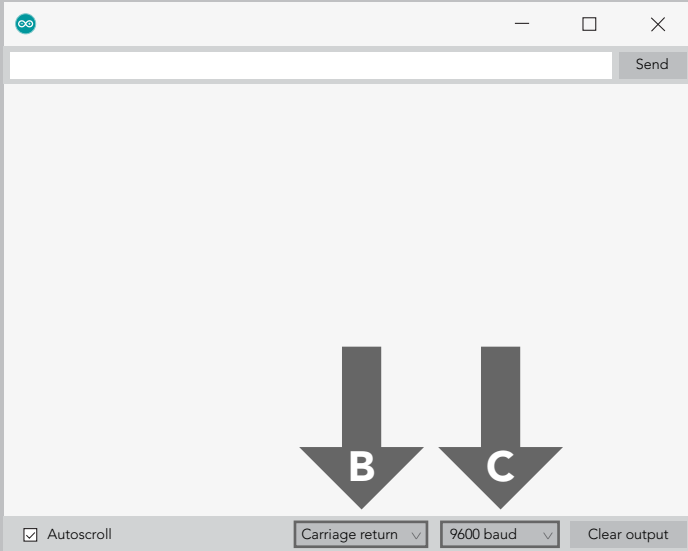 Send
B
C
Autoscroll
Carriage return
9600 baud
Clear output